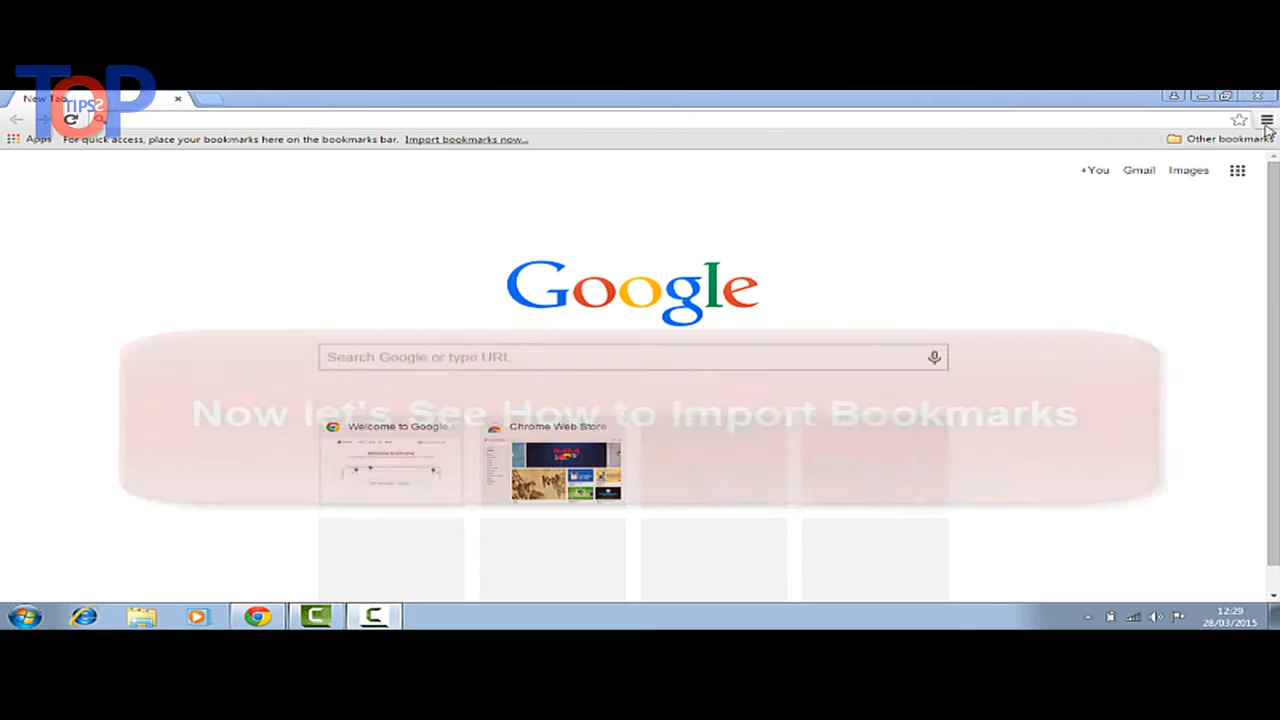 TOP
TIPS
New Tab
Apps For quick access, place your bookmarks here on the bookmarks bar. Import bookmarks now... Other bookmarks
+You Gmail Images
Google
Search Google or type URL
Now let's See How to Import Bookmarks
Welcome to Google Chrome Web Store
12:29
28/03/2015